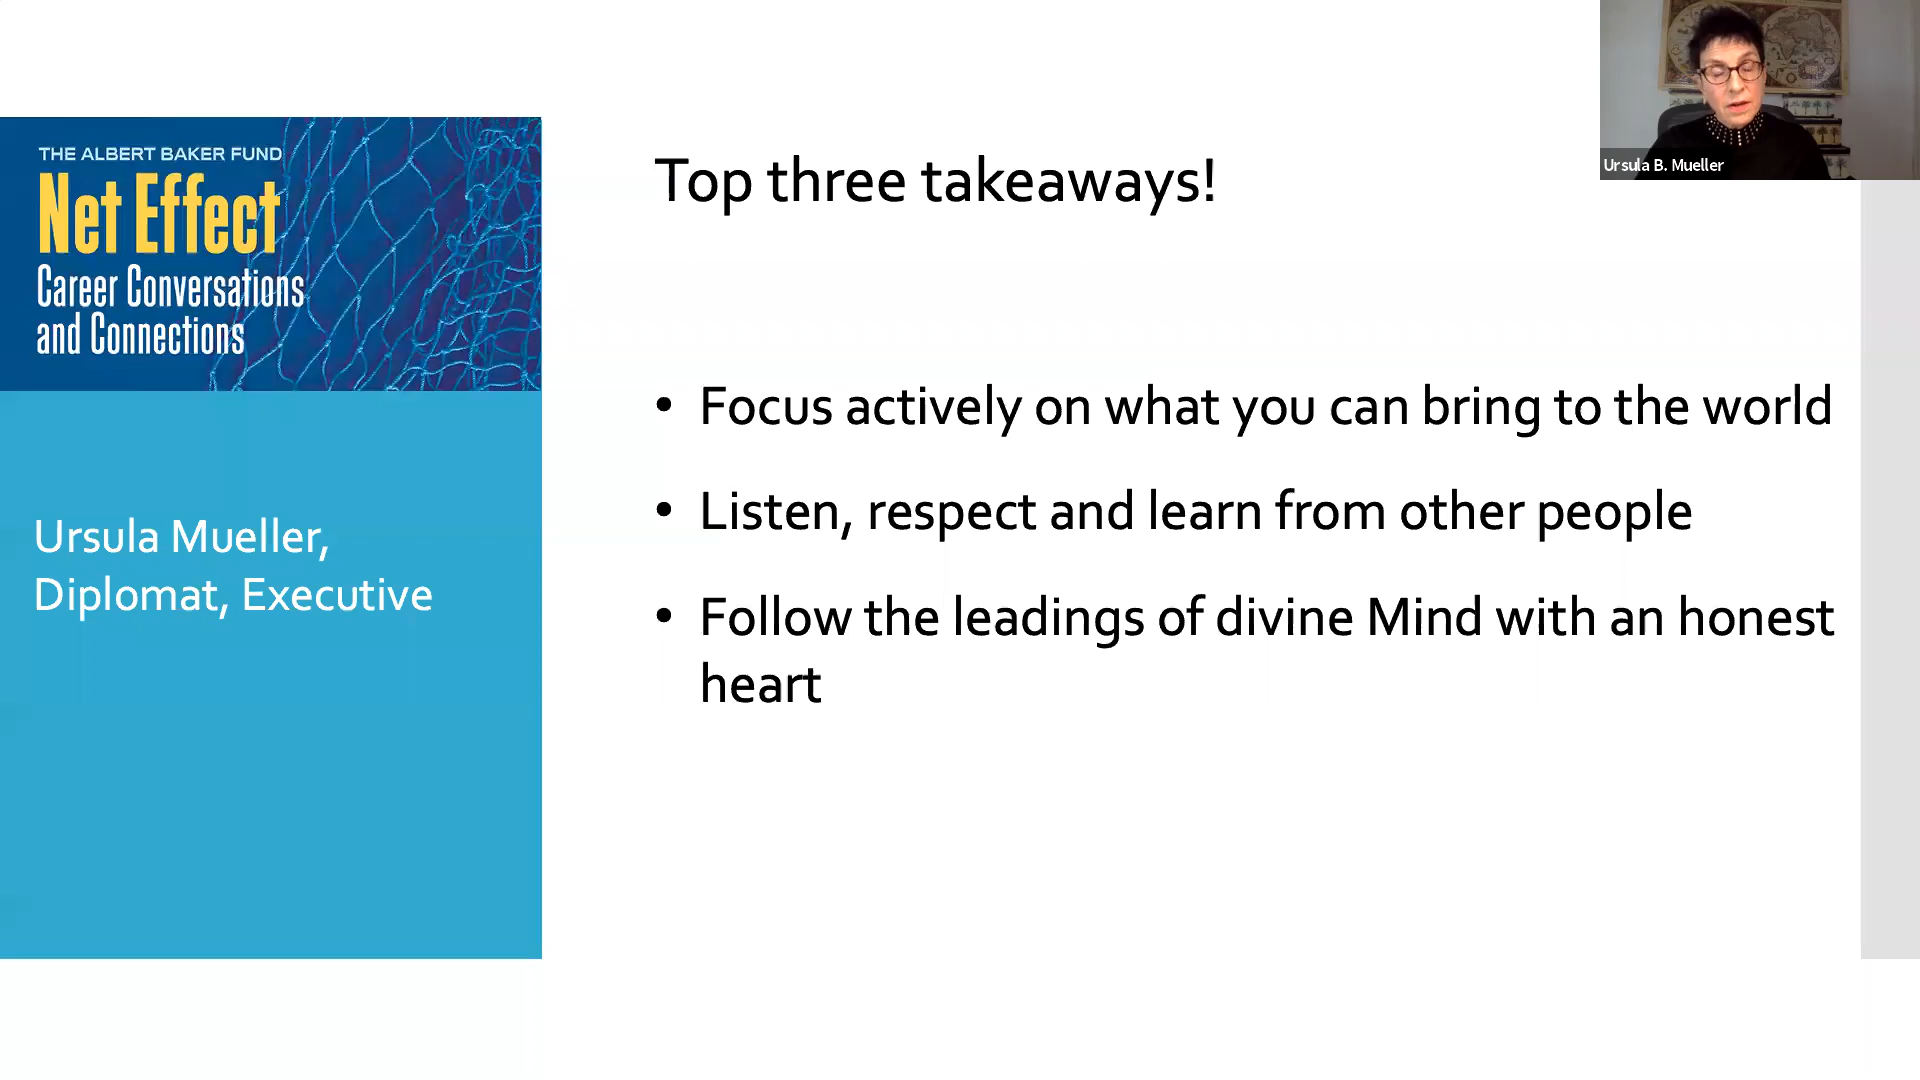 THE ALBERT BAKER FUND
Net Effect
Career Conversations
and Connections
Ursula Mueller,
Diplomat, Executive
Top three takeaways!
• Focus actively on what you can bring to the world
• Listen, respect and learn from other people
• Follow the leadings of divine Mind with an honest
heart
Ursula B. Mueller